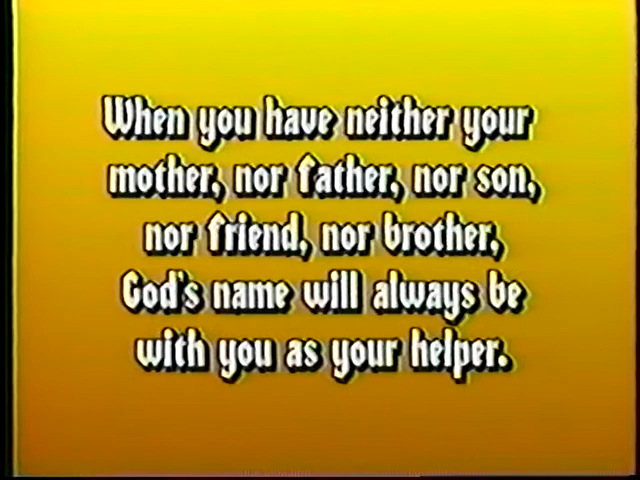 When you have neither your
mother, nor father, nor son,
nor friend, nor brother,
God's name will always be
with you as your helper.